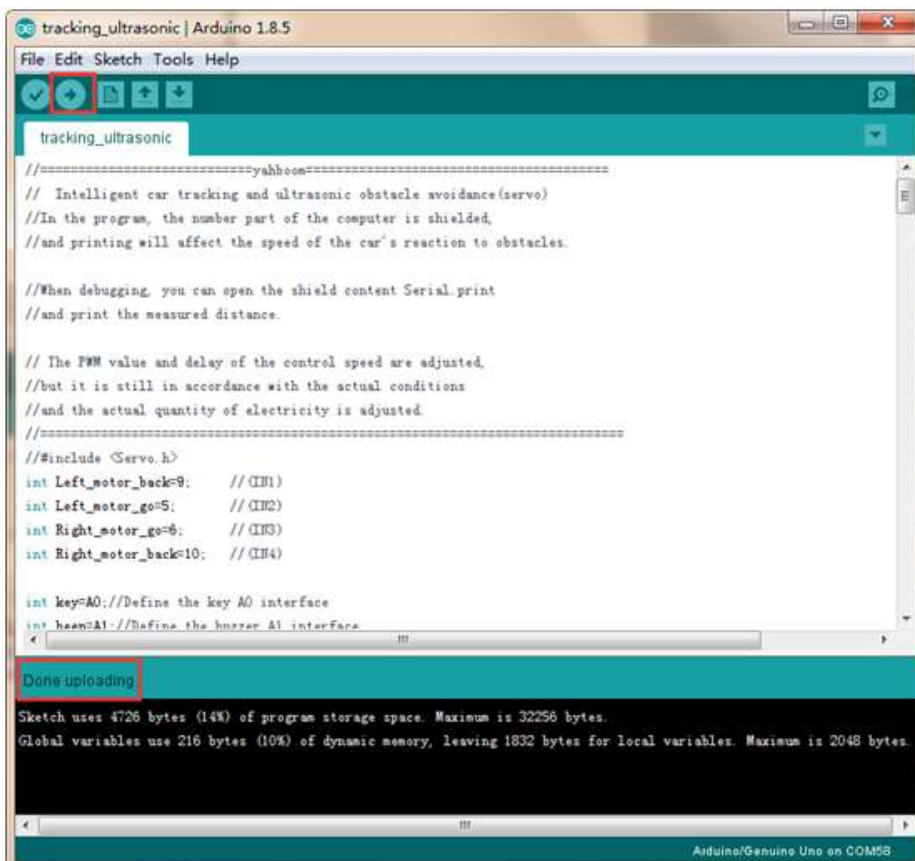 tracking_ultrasonic | Arduino 1.8.5
File Edit Sketch Tools Help
tracking_ultrasonic
//============================yahboom========================================
//  Intelligent car tracking and ultrasonic obstacle avoidance(servo)
//In the program, the number part of the computer is shielded,
//and printing will affect the speed of the car's reaction to obstacles.
//When debugging, you can open the shield content Serial.print
//and print the measured distance.
// The PWM value and delay of the control speed are adjusted,
//but it is still in accordance with the actual conditions
//and the actual quantity of electricity is adjusted.
//=============================================================================
//#include <Servo.h>
int Left_motor_back=9;     //(IN1)
int Left_motor_go=5;       //(IN2)
int Right_motor_go=6;      //(IN3)
int Right_motor_back=10;   //(IN4)
int key=A0;//Define the key A0 interface
int beep=A1;//Define the buzzer A1 interface
Done uploading.
Sketch uses 4726 bytes (14%) of program storage space. Maximum is 32256 bytes.
Global variables use 216 bytes (10%) of dynamic memory, leaving 1832 bytes for local variables. Maximum is 2048 bytes.
Arduino/Genuino Uno on COM58